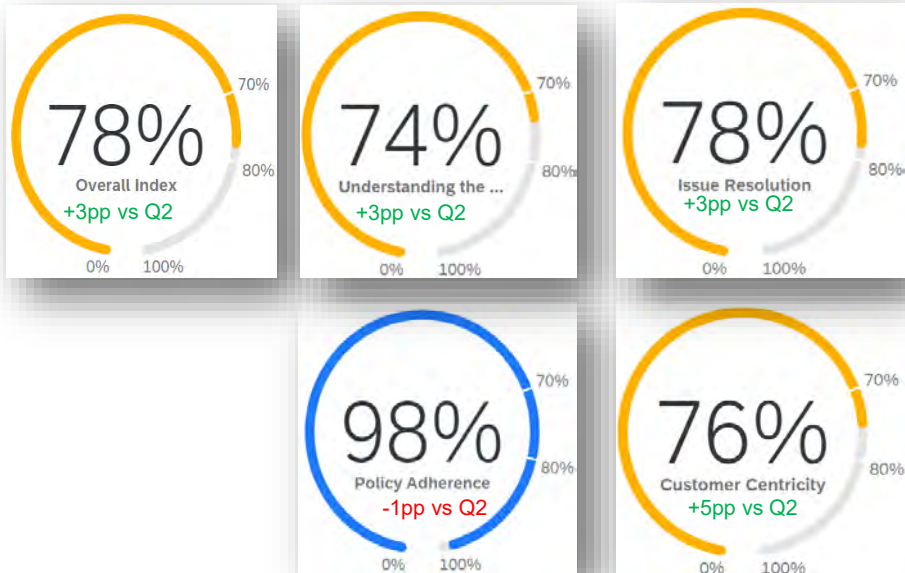 70%
78%
80%
Overall Index
+3pp vs Q2
0% 100%
70%
74%
80%
Understanding the ...
+3pp vs Q2
0% 100%
70%
78%
80%
Issue Resolution
+3pp vs Q2
0% 100%
70%
98%
80%
Policy Adherence
-1pp vs Q2
0% 100%
70%
76%
80%
Customer Centricity
+5pp vs Q2
0% 100%